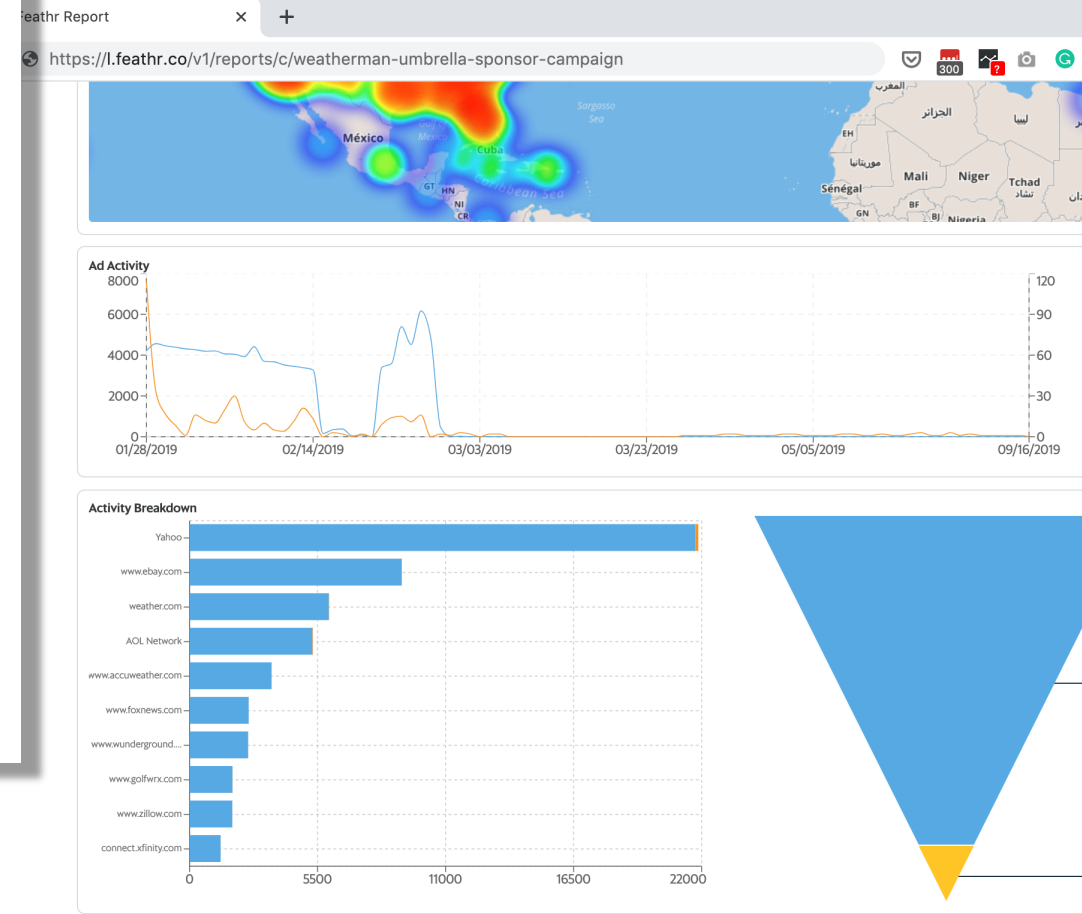 Feathr Report
https://l.feathr.co/v1/reports/c/weatherman-umbrella-sponsor-campaign
300
?
المغرب
Sargasso
Sea
الجزائر
ليبيا
México
EH
Cuba
موريتانيا
Mali
Niger
Tchad
تشاد
Sénégal
GT
HN
Caribbean Sea
NI
CR
GN
BF
BJ
Nigeria
Ad Activity
8000
120
6000
90
4000
60
2000
30
0
0
01/28/2019
02/14/2019
03/03/2019
03/23/2019
05/05/2019
09/16/2019
Activity Breakdown
Yahoo
www.ebay.com
weather.com
AOL Network
www.accuweather.com
www.foxnews.com
www.wunderground....
www.golfwrx.com
www.zillow.com
connect.xfinity.com
0
5500
11000
16500
22000